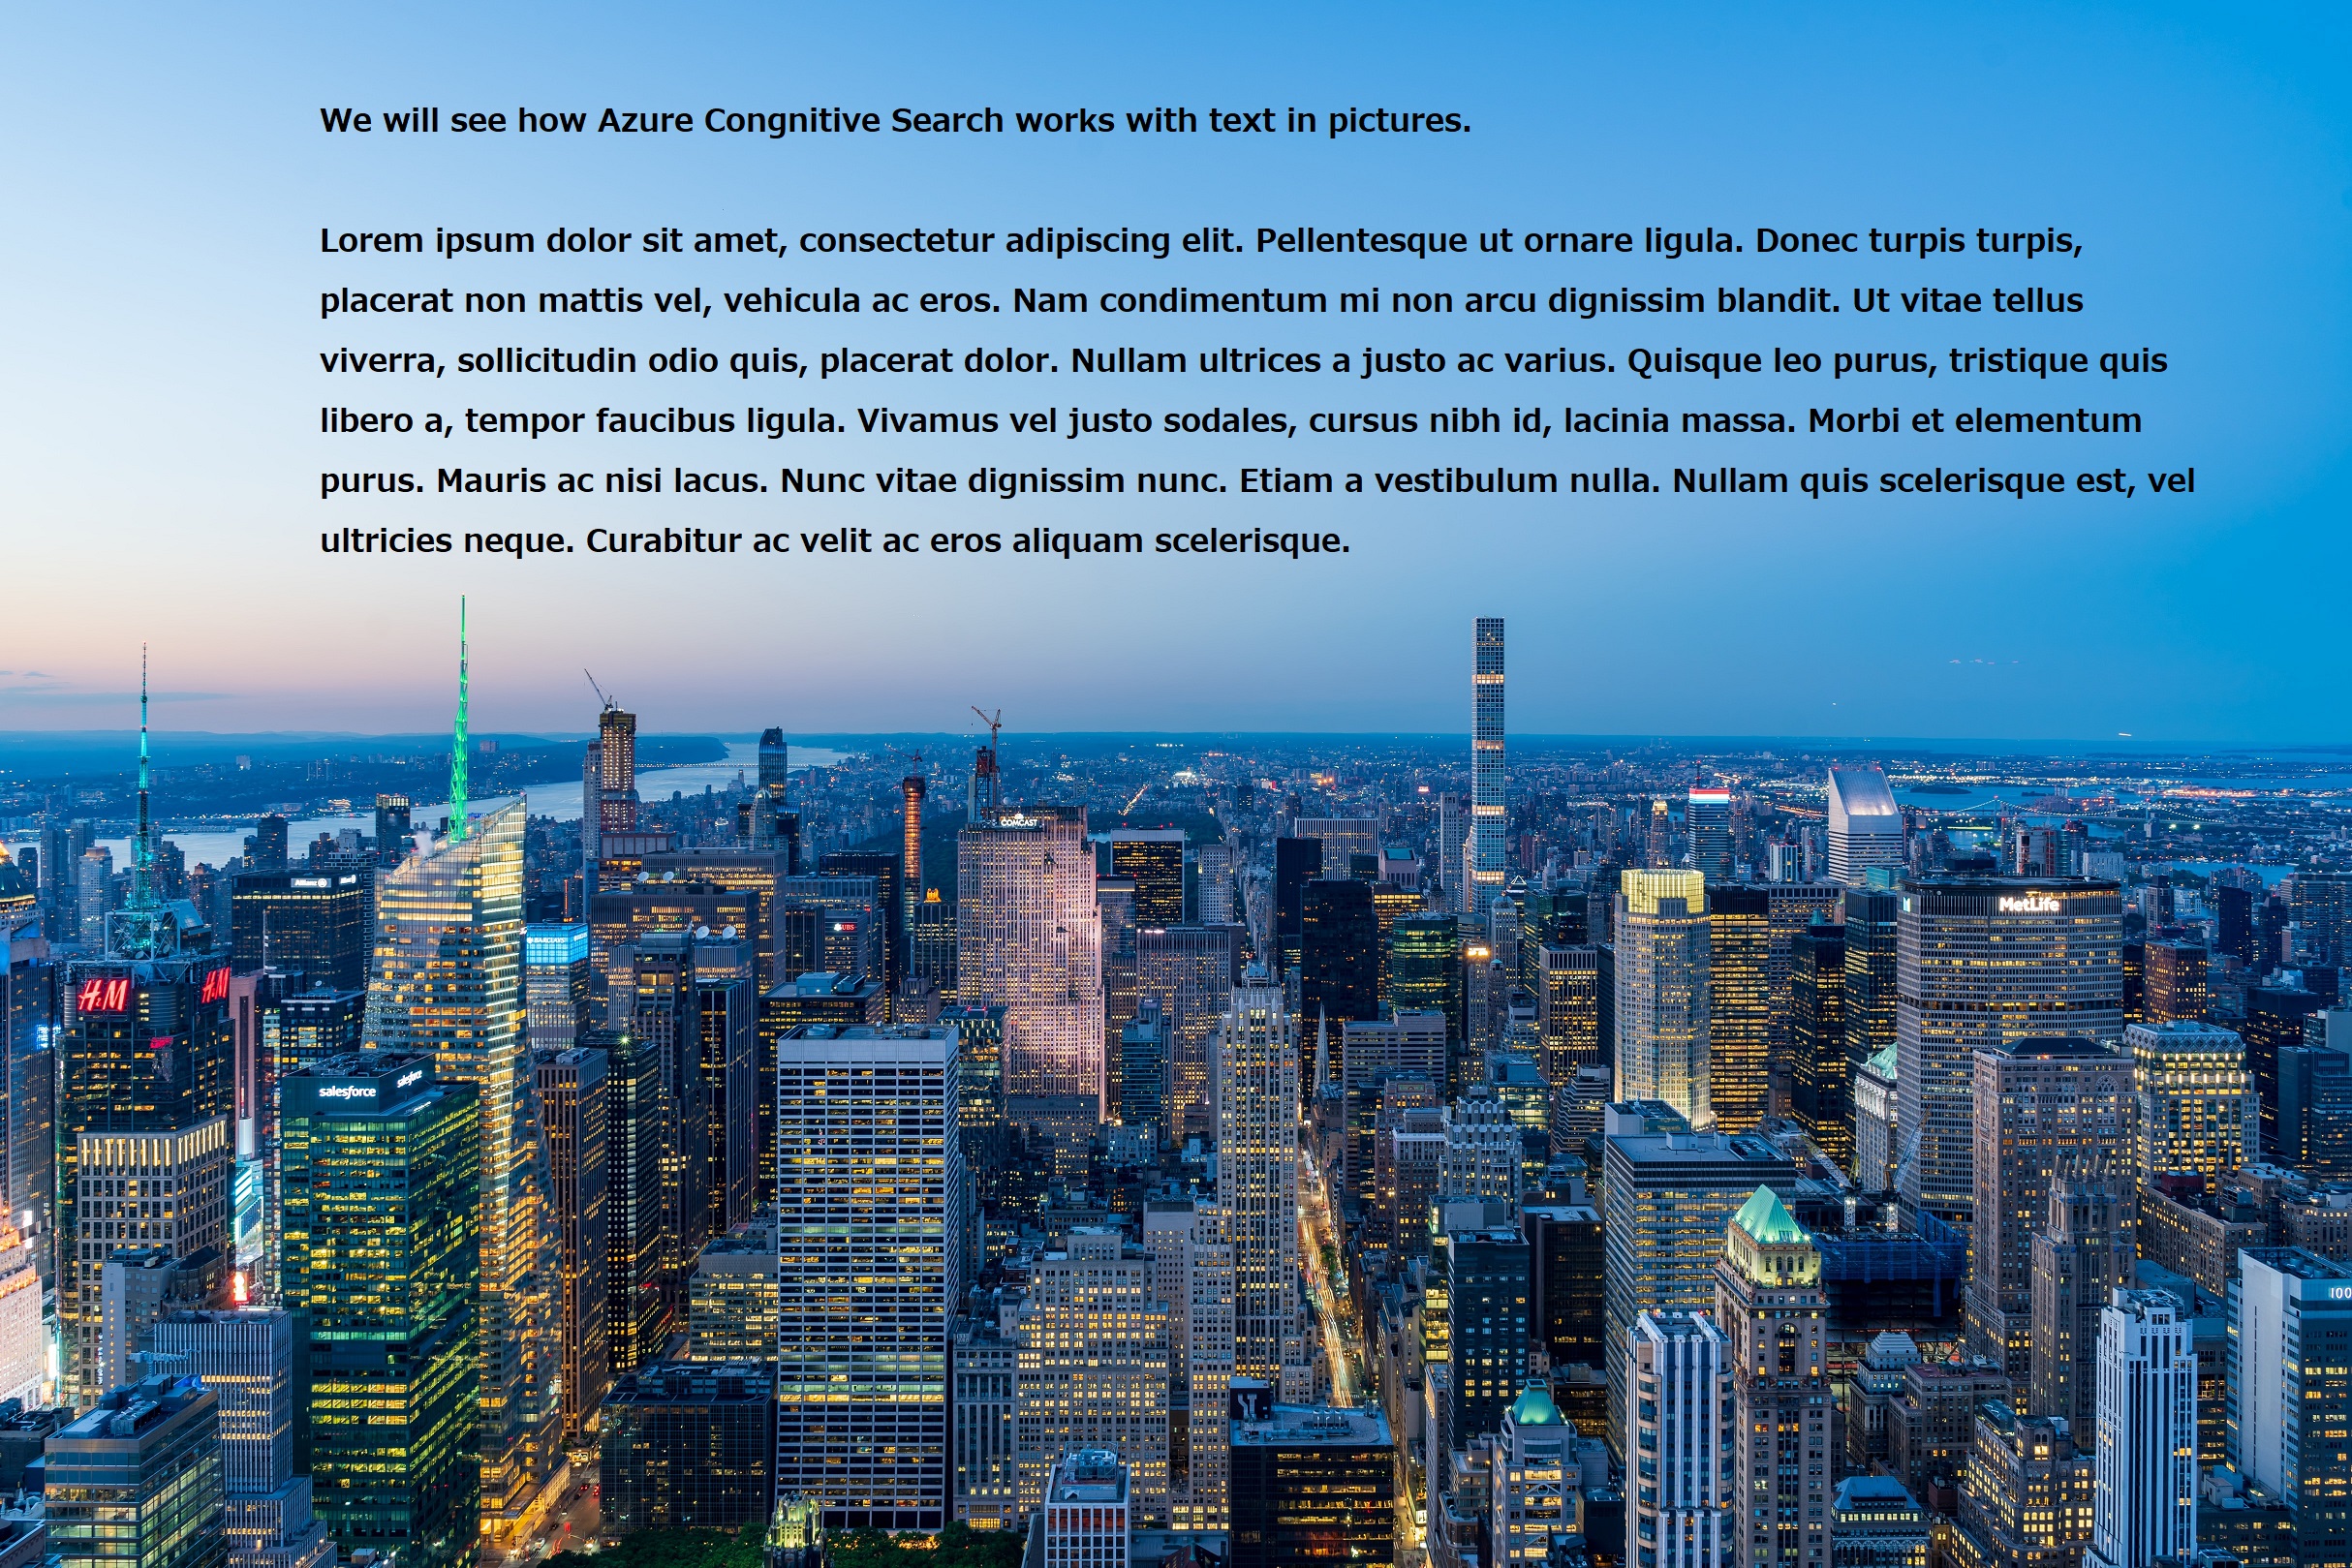 We will see how Azure Congnitive Search works with text in pictures.
Lorem ipsum dolor sit amet, consectetur adipiscing elit. Pellentesque ut ornare ligula. Donec turpis turpis,
placerat non mattis vel, vehicula ac eros. Nam condimentum mi non arcu dignissim blandit. Ut vitae tellus
viverra, sollicitudin odio quis, placerat dolor. Nullam ultrices a justo ac varius. Quisque leo purus, tristique quis
libero a, tempor faucibus ligula. Vivamus vel justo sodales, cursus nibh id, lacinia massa. Morbi et elementum
purus. Mauris ac nisi lacus. Nunc vitae dignissim nunc. Etiam a vestibulum nulla. Nullam quis scelerisque est, vel
ultricies neque. Curabitur ac velit ac eros aliquam scelerisque.
COMCAST
Allianz
MetLife
UBS
BARCLAYS
H&M
H&M
salesforce
salesforce
100